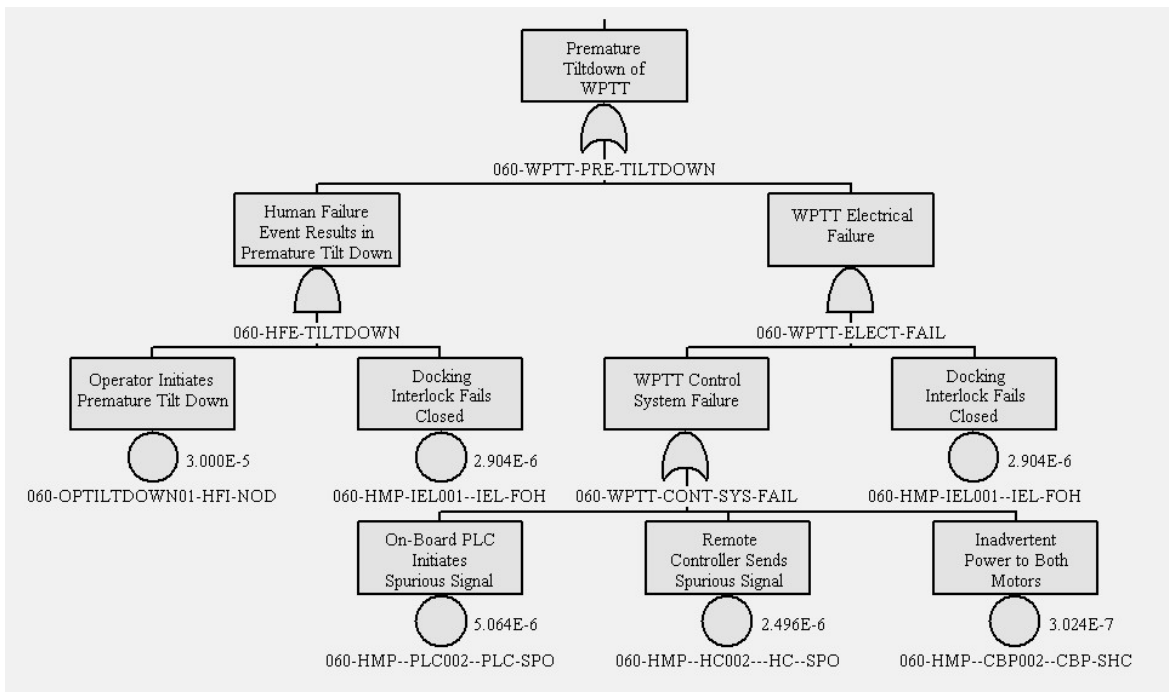 Premature
Tiltdown of
WPTT
060-WPTT-PRE-TILTDOWN
Human Failure
Event Results in
Premature Tilt Down
WPTT Electrical
Failure
060-HFE-TILTDOWN
060-WPTT-ELECT-FAIL
Operator Initiates
Premature Tilt Down
Docking
Interlock Fails
Closed
WPTT Control
System Failure
Docking
Interlock Fails
Closed
3.000E-5
2.904E-6
2.904E-6
060-OPTILTDOWN01-HFI-NOD
060-HMP-IEL001--IEL-FOH
060-WPTT-CONT-SYS-FAIL
060-HMP-IEL001--IEL-FOH
On-Board PLC
Initiates
Spurious Signal
Remote
Controller Sends
Spurious Signal
Inadvertent
Power to Both
Motors
5.064E-6
2.496E-6
3.024E-7
060-HMP--PLC002--PLC-SPO
060-HMP--HC002---HC--SPO
060-HMP--CBP002--CBP-SHC